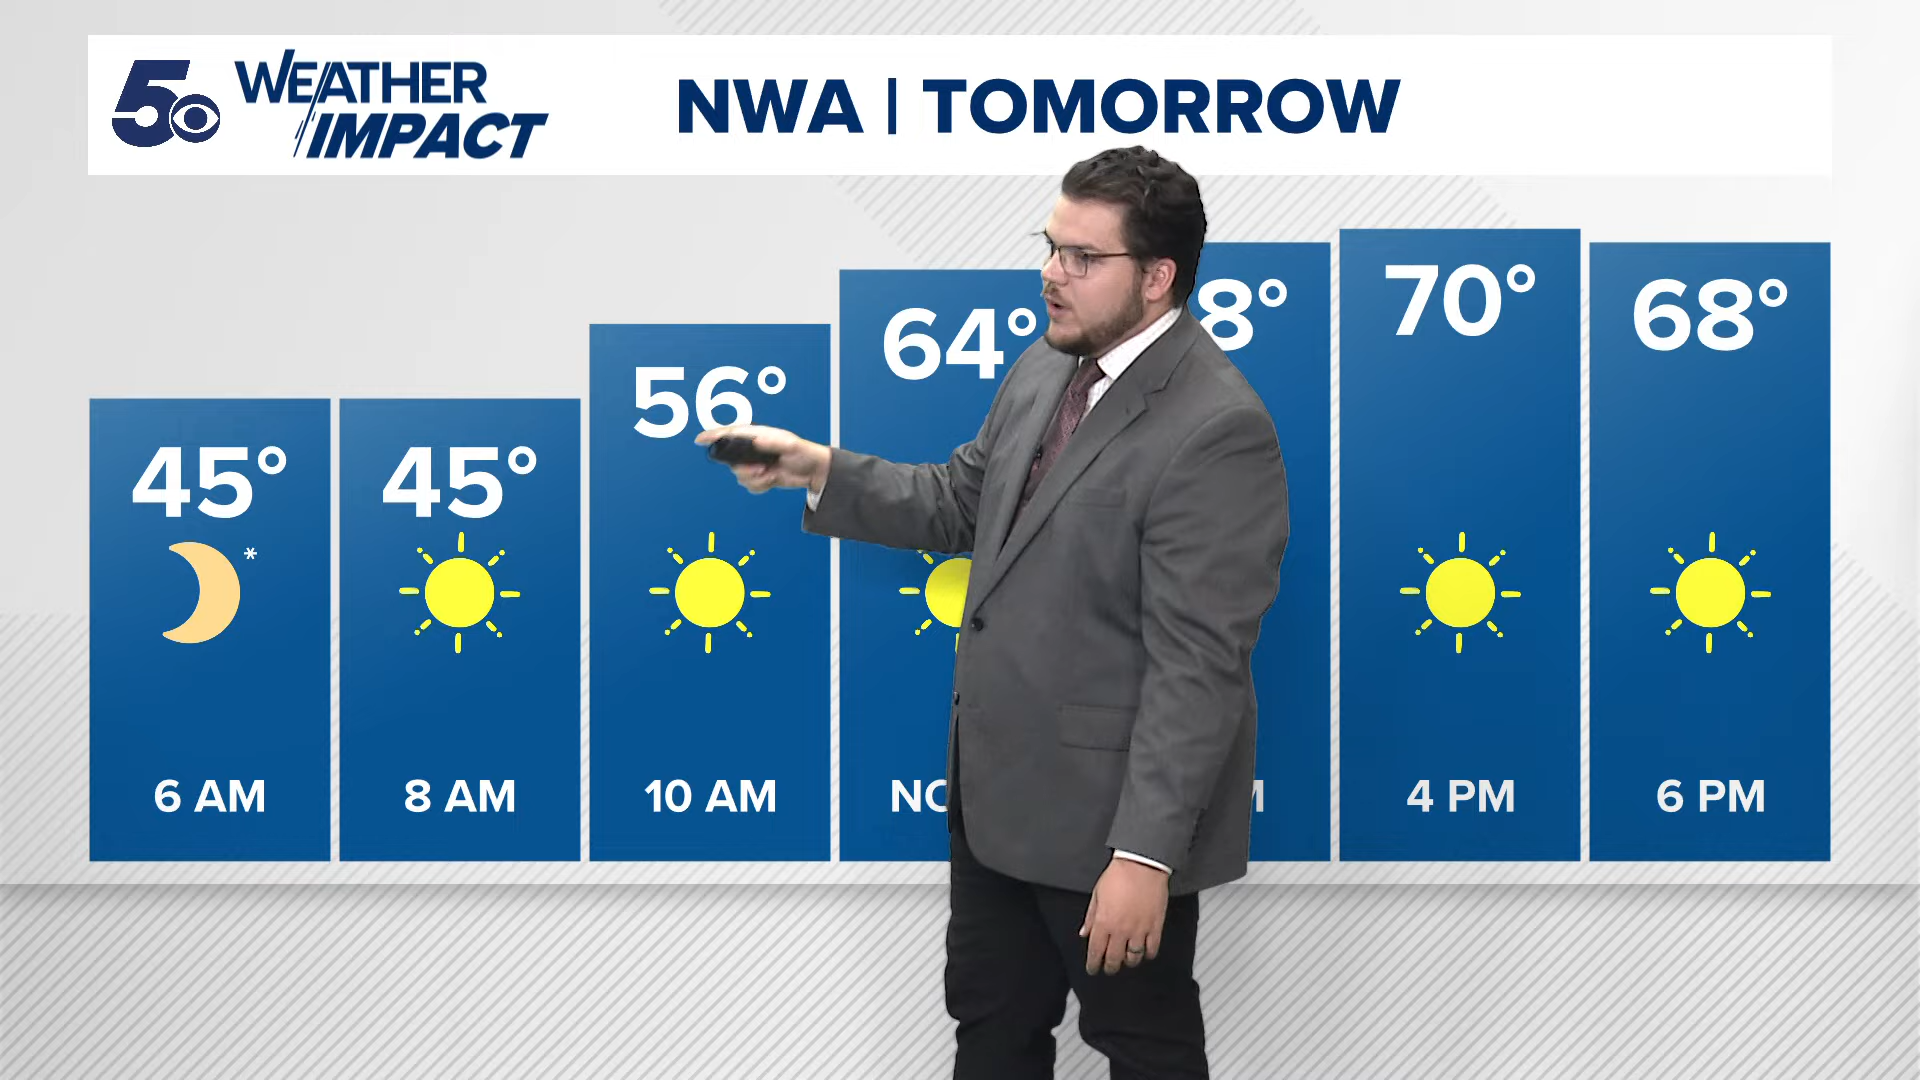 5 WEATHER
IMPACT
NWA | TOMORROW
45°
6 AM
45°
8 AM
56°
10 AM
64°
8°
70°
4 PM
68°
6 PM